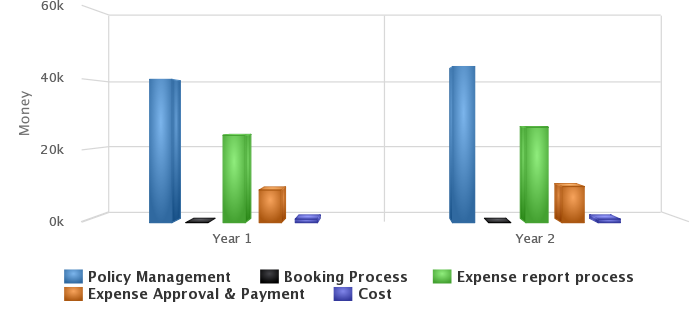 60k
40k
20k
0k
Money
Year 1
Year 2
Policy Management
Booking Process
Expense report process
Expense Approval & Payment
Cost